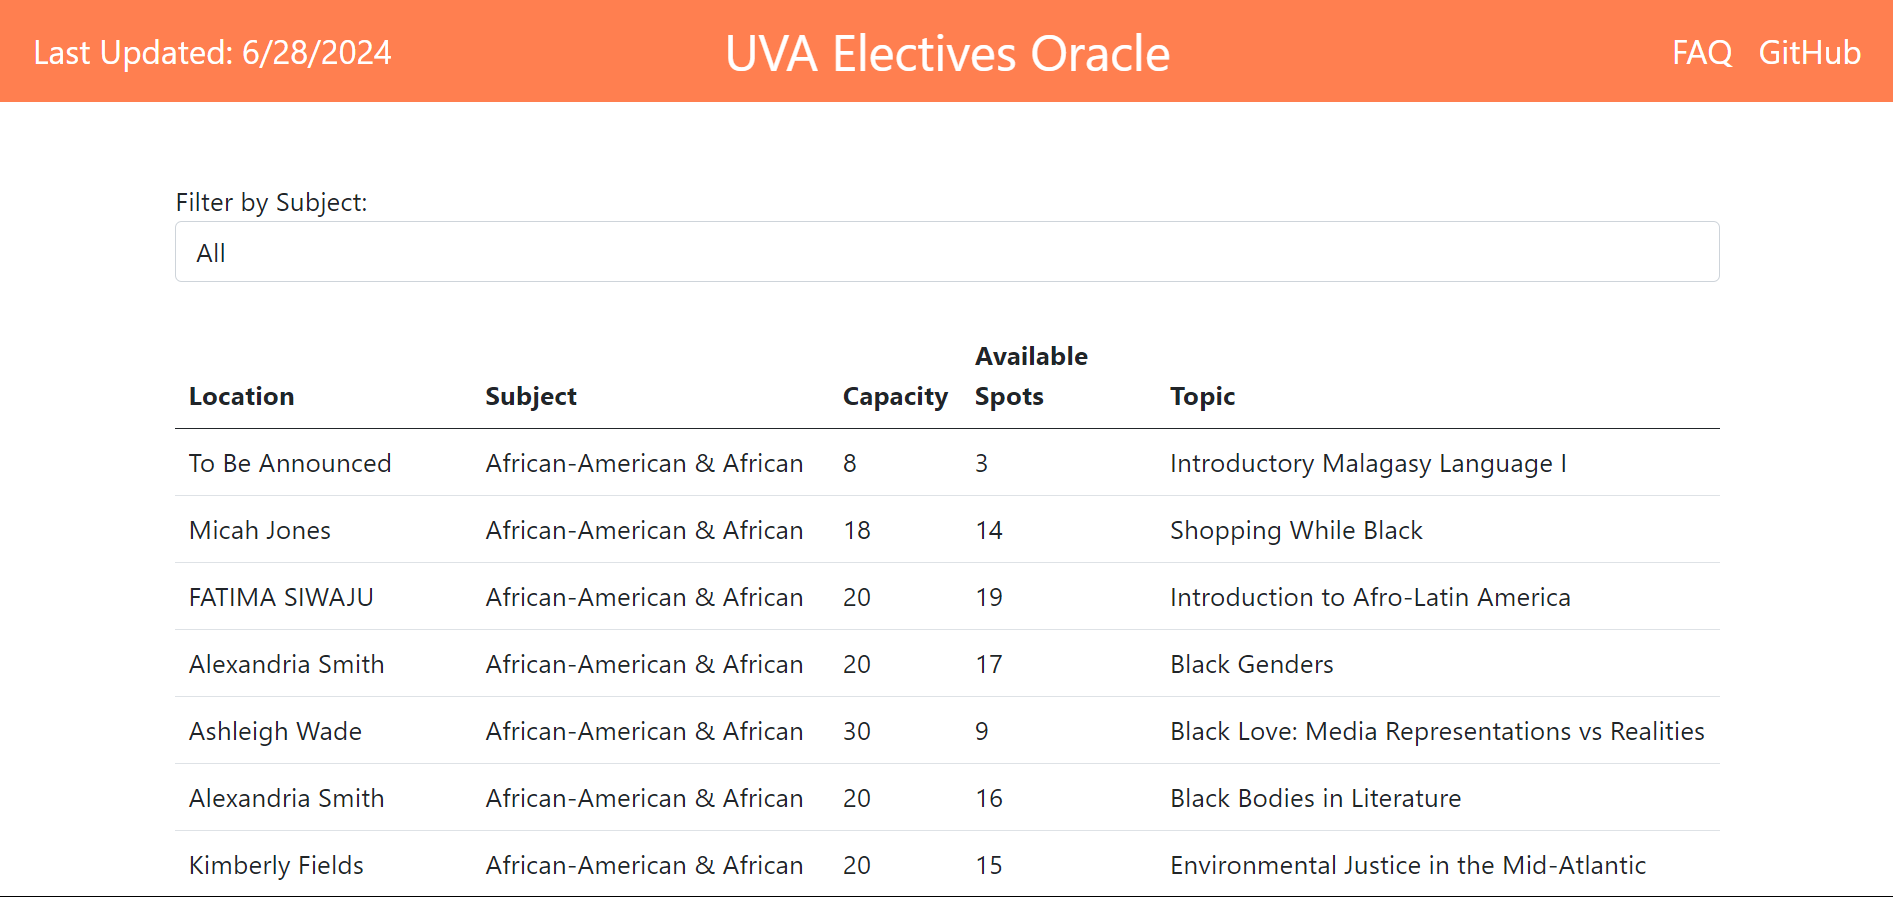 Last Updated: 6/28/2024 UVA Electives Oracle FAQ GitHub
Filter by Subject:
All
Location Subject Capacity Available Spots Topic
To Be Announced African-American & African 8 3 Introductory Malagasy Language I
Micah Jones African-American & African 18 14 Shopping While Black
FATIMA SIWAJU African-American & African 20 19 Introduction to Afro-Latin America
Alexandria Smith African-American & African 20 17 Black Genders
Ashleigh Wade African-American & African 30 9 Black Love: Media Representations vs Realities
Alexandria Smith African-American & African 20 16 Black Bodies in Literature
Kimberly Fields African-American & African 20 15 Environmental Justice in the Mid-Atlantic